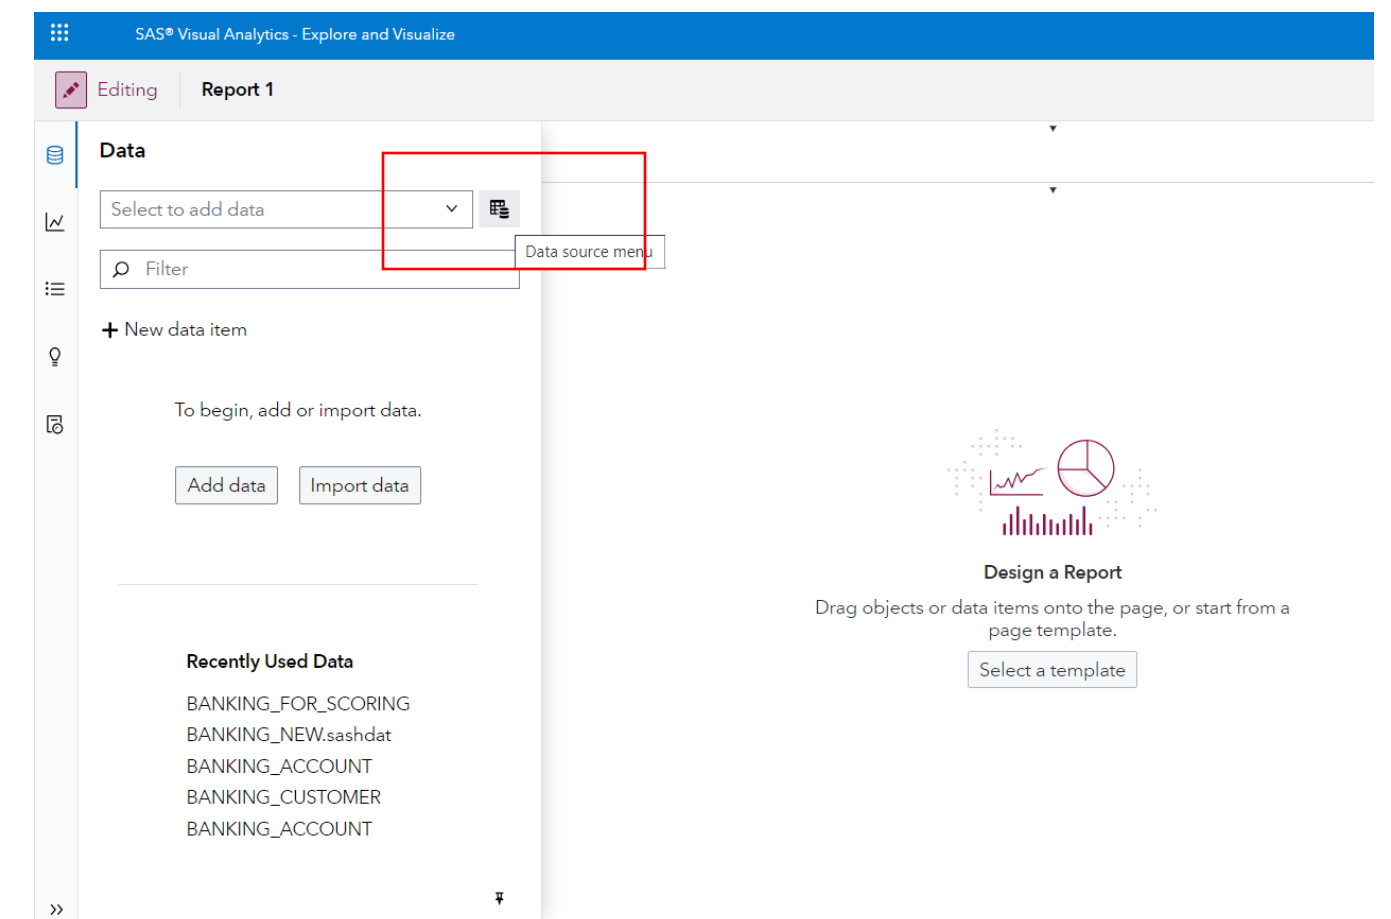 SAS® Visual Analytics - Explore and Visualize
Editing
Report 1
Data
Select to add data
Data source menu
Filter
New data item
To begin, add or import data.
Add data
Import data
Design a Report
Drag objects or data items onto the page, or start from a
page template.
Select a template
Recently Used Data
BANKING_FOR_SCORING
BANKING_NEW.sashdat
BANKING_ACCOUNT
BANKING_CUSTOMER
BANKING_ACCOUNT